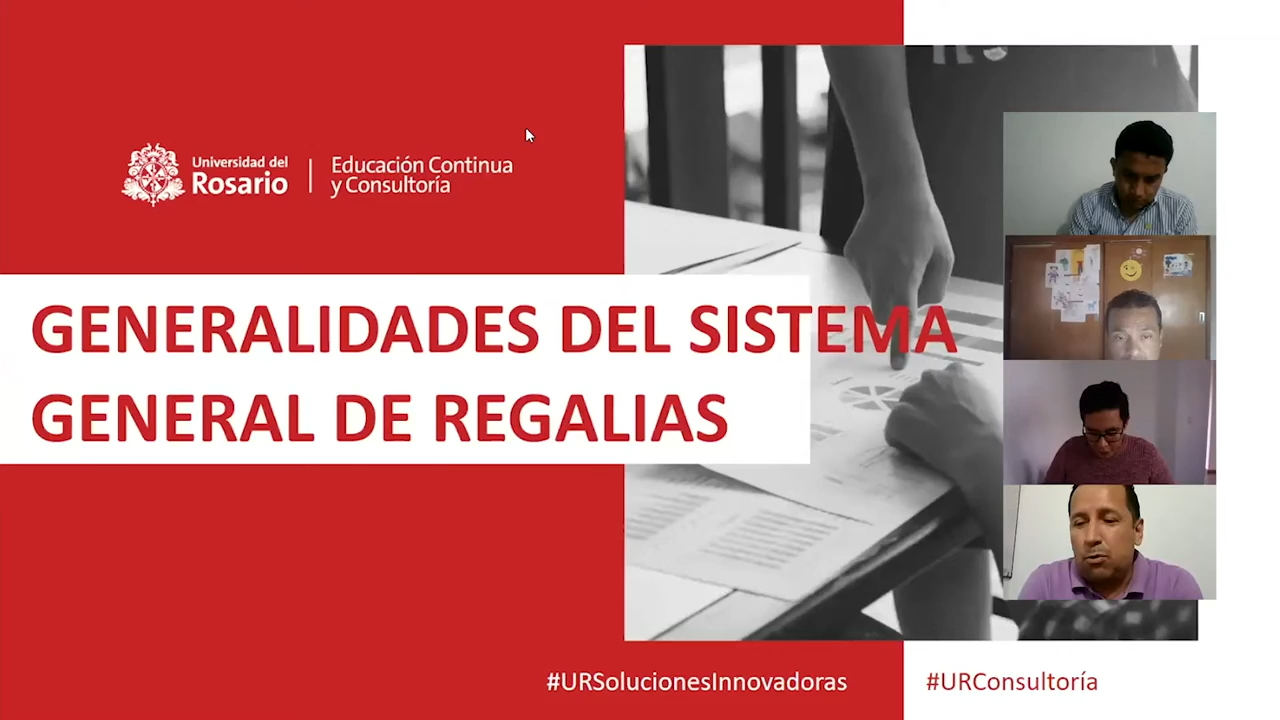 Universidad del
Rosario
Educación Continua
y Consultoría
GENERALIDADES DEL SISTEMA
GENERAL DE REGALIAS
#URSolucionesInnovadoras
#URConsultoría